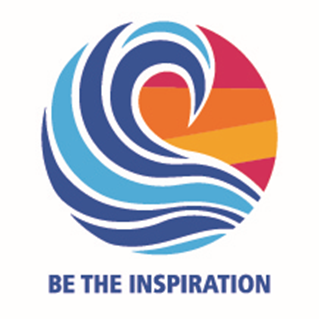 BE THE INSPIRATION